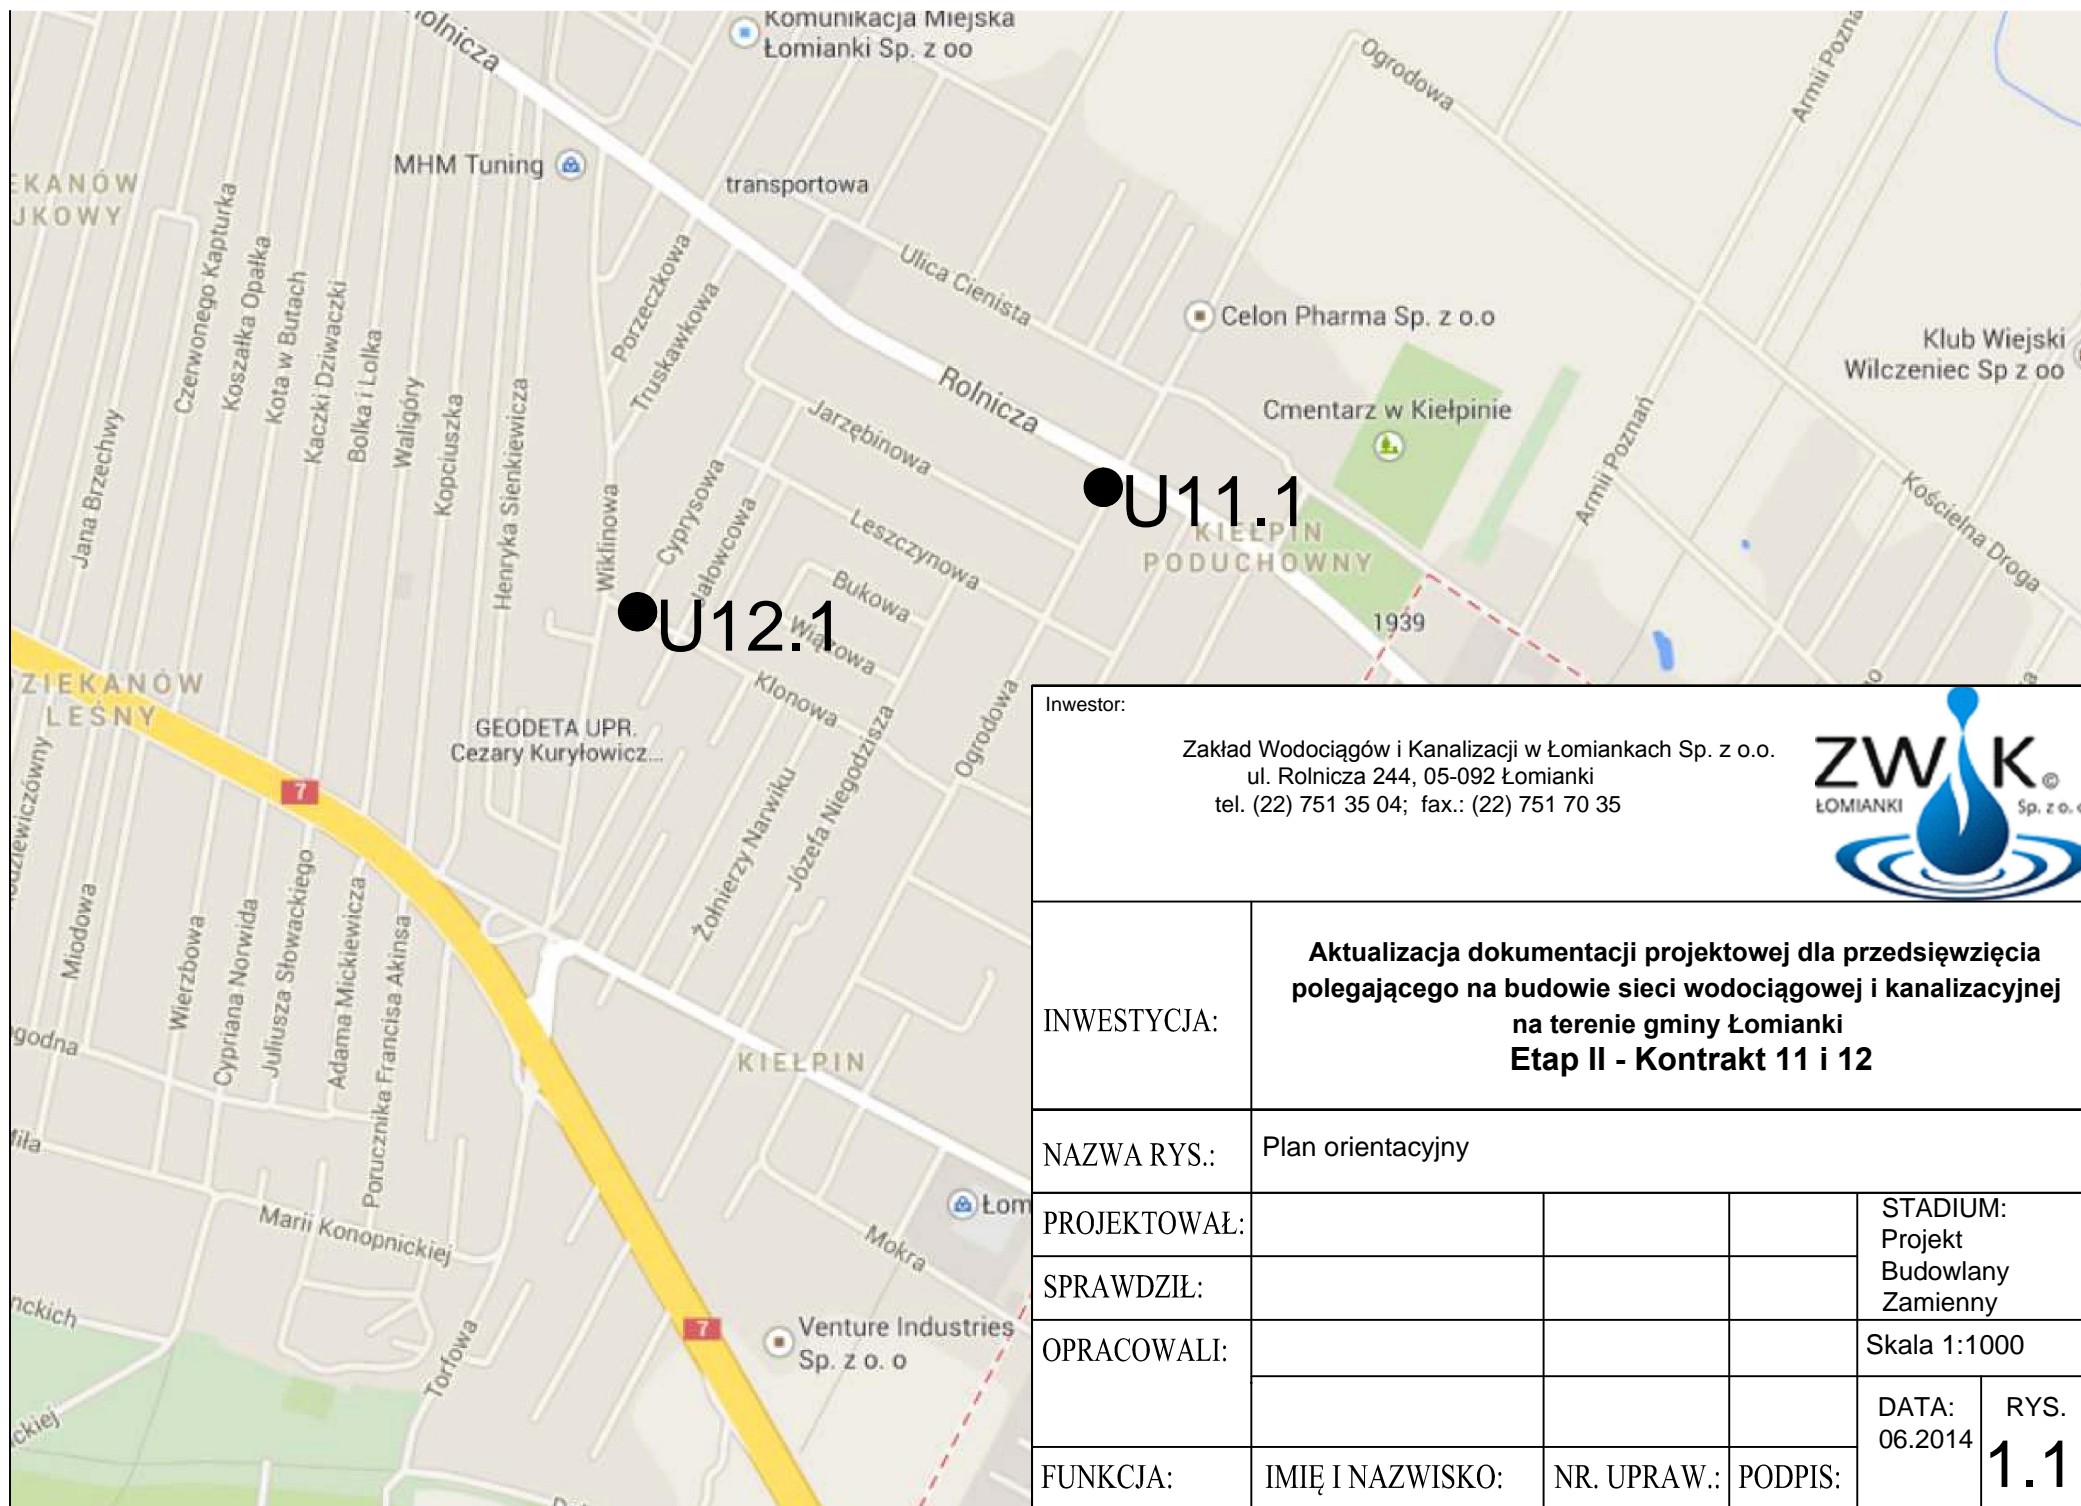 Rolnicza
Komunikacja Miejska
Łomianki Sp. z oo
Ogrodowa
MHM Tuning
transportowa
Ulica Cienista
Czerwonego Kapturka
Koszałka Opałka
Kota w Butach
Kaczki Dziwaczki
Bolka i Lolka
Waligóry
Kopciuszka
Henryka Sienkiewicza
Jana Brzechwy
Porzeczkowa
Truskawkowa
Celon Pharma Sp. z o.o
Klub Wiejski
Wilczeniec Sp z oo
Rolnicza
Cmentarz w Kiełpinie
Armii Poznań
Kościelna Droga
Jarzębinowa
Wiklinowa
Cyprysowa
Jałowcowa
Leszczynowa
Bukowa
Wiązowa
U11.1
KIEŁPIN
PODUCHOWNY
U12.1
1939
Klonowa
LEŚNY
GEODETA UPR.
Cezary Kuryłowicz...
Ogrodowa
Żołnierzy Narwiku
Józefa Niegodzisza
7
Miodowa
Wierzbowa
Cypriana Norwida
Juliusza Słowackiego
Adama Mickiewicza
Porucznika Francisa Akinsa
KIEŁPIN
Marii Konopnickiej
Mokra
Łom
Torfowa
7
Venture Industries
Sp. z o. o
Inwestor:
Zakład Wodociągów i Kanalizacji w Łomiankach Sp. z o.o.
ul. Rolnicza 244, 05-092 Łomianki
tel. (22) 751 35 04; fax.: (22) 751 70 35
ZWiK©
ŁOMIANKI Sp. z o.
INWESTYCJA:
Aktualizacja dokumentacji projektowej dla przedsięwzięcia
polegającego na budowie sieci wodociągowej i kanalizacyjnej
na terenie gminy Łomianki
Etap II - Kontrakt 11 i 12
NAZWA RYS.: Plan orientacyjny
PROJEKTOWAŁ:
SPRAWDZIŁ:
OPRACOWALI:
STADIUM:
Projekt
Budowlany
Zamienny
Skala 1:1000
DATA:
06.2014
RYS.
1.1
FUNKCJA: IMIĘ I NAZWISKO: NR. UPRAW.: PODPIS: